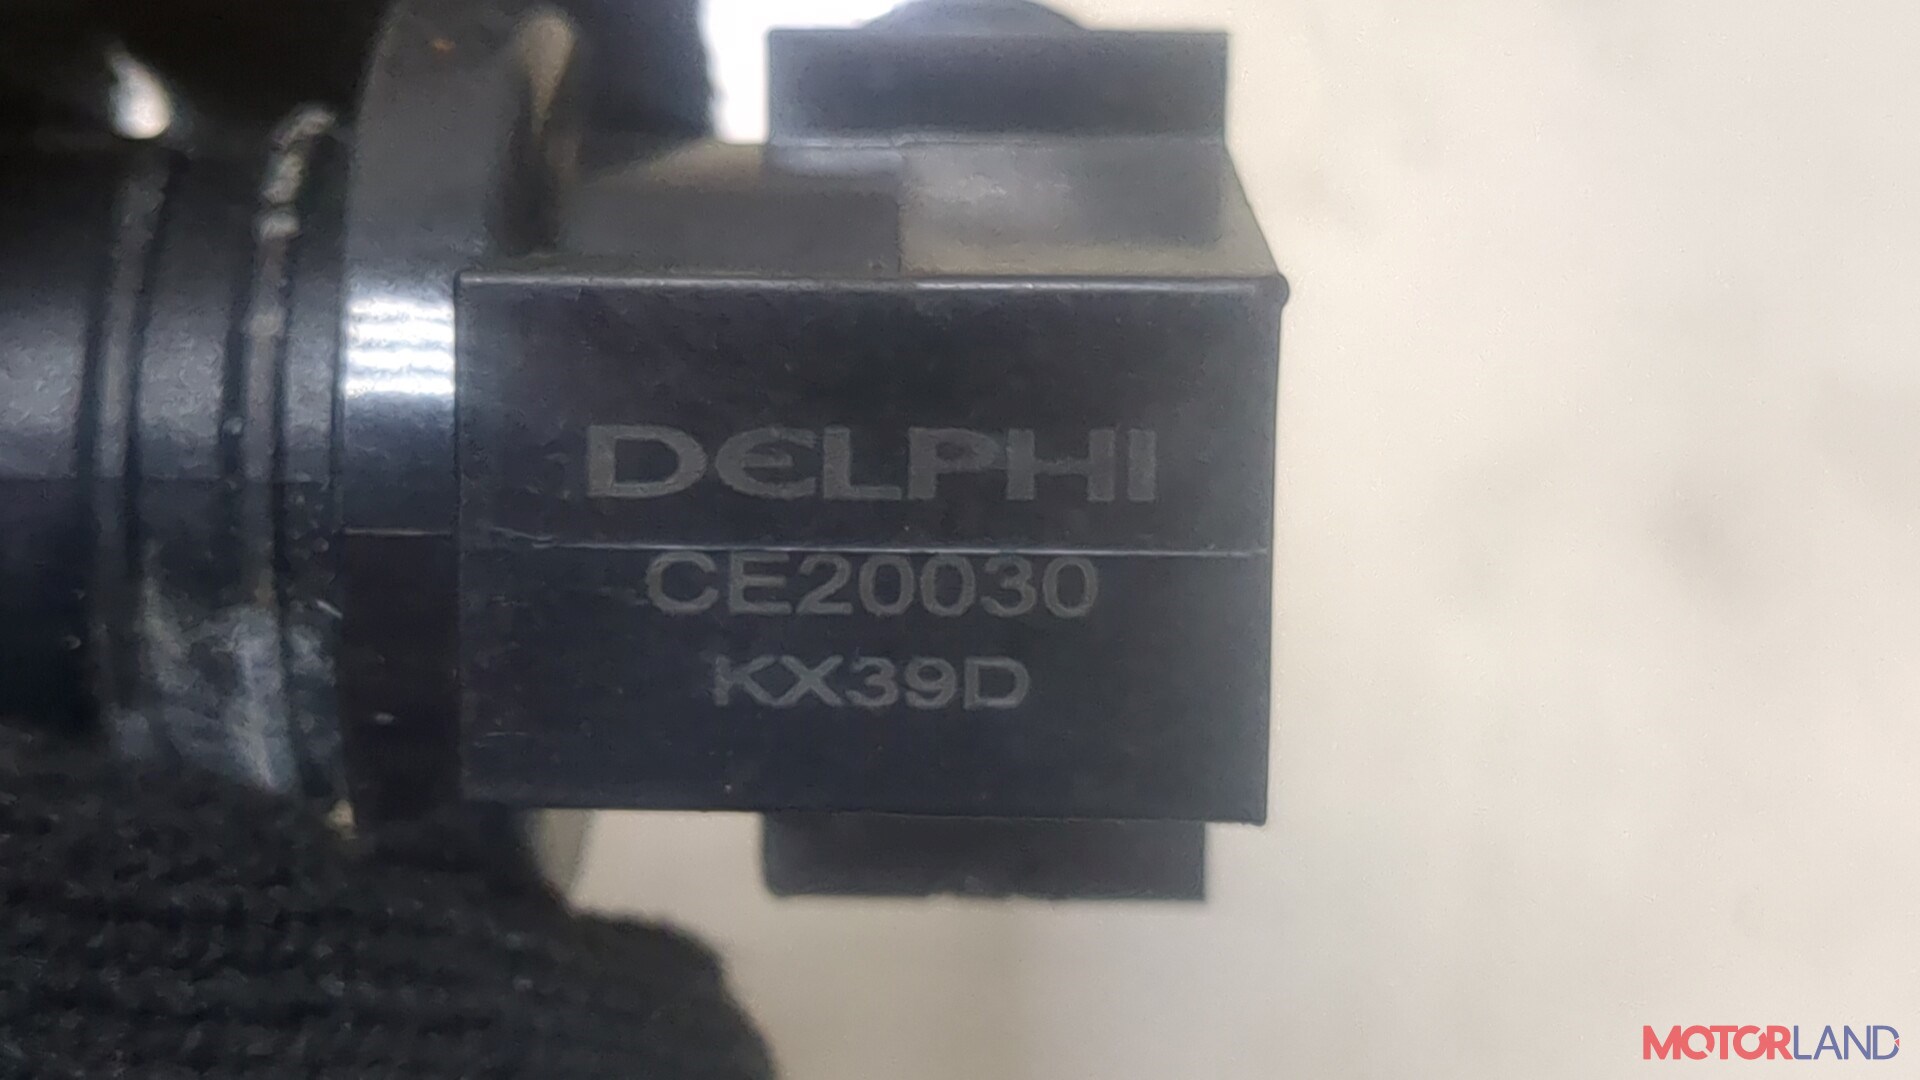 DELPHI
CE20030
KX39D
MOTORLAND